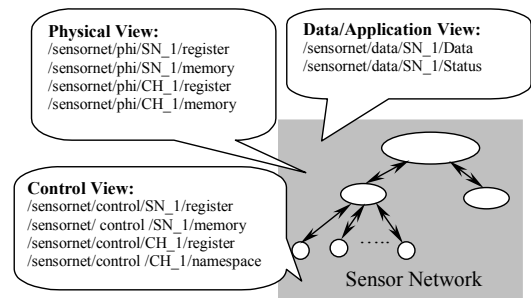 Physical View:
/sensornet/phi/SN_1/register
/sensornet/phi/SN_1/memory
/sensornet/phi/CH_1/register
/sensornet/phi/CH_1/memory
Data/Application View:
/sensornet/data/SN_1/Data
/sensornet/data/SN_1/Status
Control View:
/sensornet/control/SN_1/register
/sensornet/ control /SN_1/memory
/sensornet/control/CH_1/register
/sensornet/control /CH_1/namespace
.....
Sensor Network